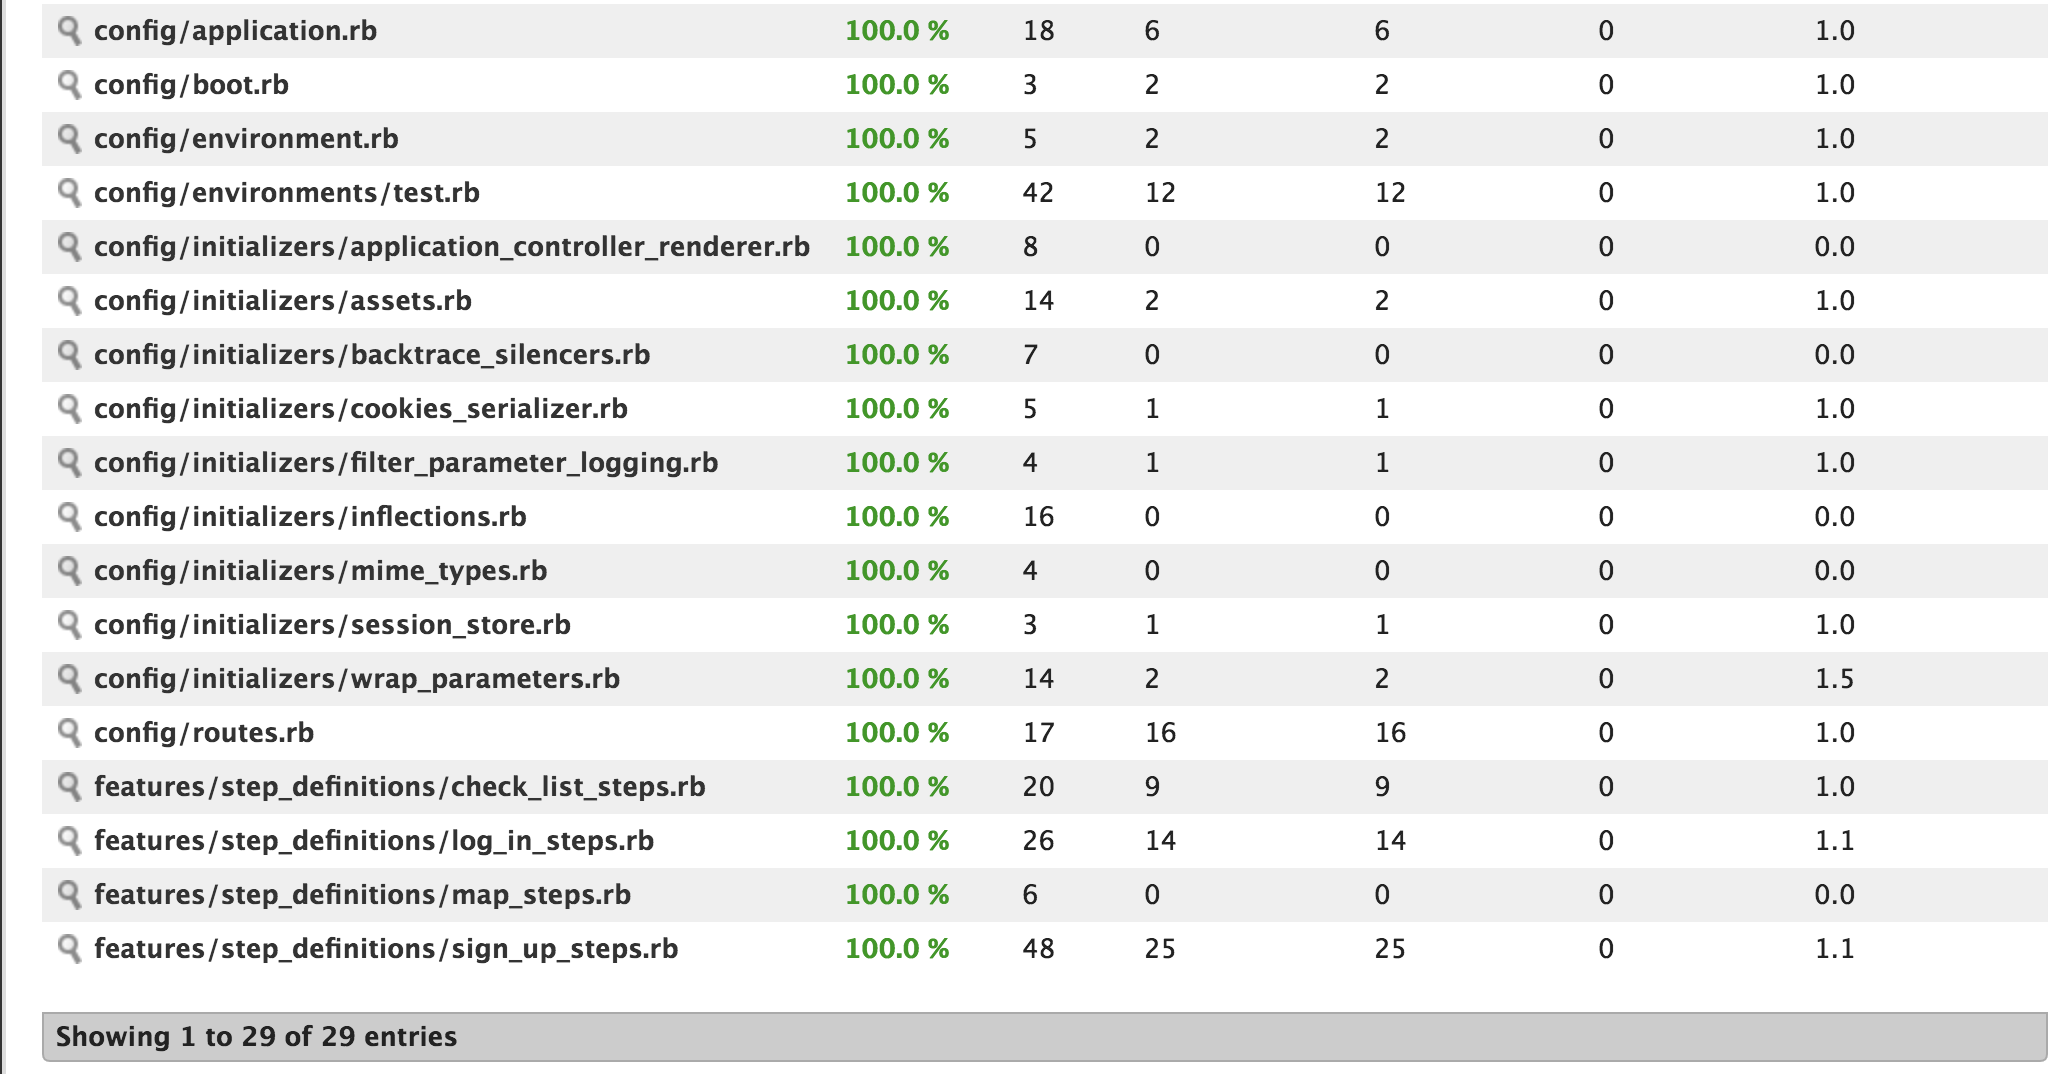 config/application.rb 100.0 % 18 6 6 0 1.0
config/boot.rb 100.0 % 3 2 2 0 1.0
config/environment.rb 100.0 % 5 2 2 0 1.0
config/environments/test.rb 100.0 % 42 12 12 0 1.0
config/initializers/application_controller_renderer.rb 100.0 % 8 0 0 0 0.0
config/initializers/assets.rb 100.0 % 14 2 2 0 1.0
config/initializers/backtrace_silencers.rb 100.0 % 7 0 0 0 0.0
config/initializers/cookies_serializer.rb 100.0 % 5 1 1 0 1.0
config/initializers/filter_parameter_logging.rb 100.0 % 4 1 1 0 1.0
config/initializers/inflections.rb 100.0 % 16 0 0 0 0.0
config/initializers/mime_types.rb 100.0 % 4 0 0 0 0.0
config/initializers/session_store.rb 100.0 % 3 1 1 0 1.0
config/initializers/wrap_parameters.rb 100.0 % 14 2 2 0 1.5
config/routes.rb 100.0 % 17 16 16 0 1.0
features/step_definitions/check_list_steps.rb 100.0 % 20 9 9 0 1.0
features/step_definitions/log_in_steps.rb 100.0 % 26 14 14 0 1.1
features/step_definitions/map_steps.rb 100.0 % 6 0 0 0 0.0
features/step_definitions/sign_up_steps.rb 100.0 % 48 25 25 0 1.1
Showing 1 to 29 of 29 entries